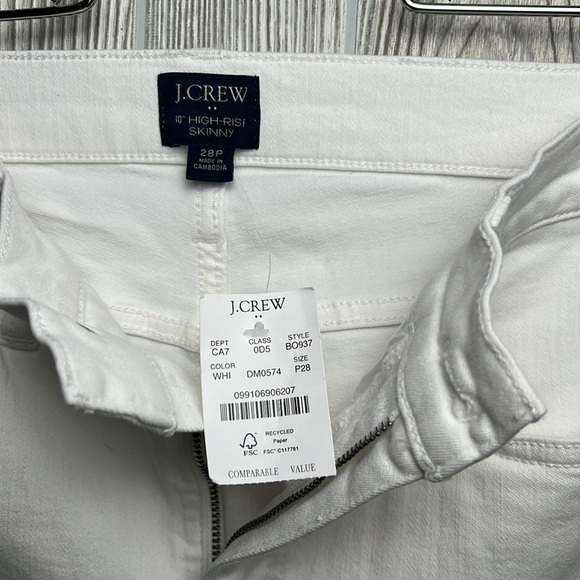 J.CREW
10" HIGH-RISE
SKINNY
28P
MADE IN
CAMBODIA
J.CREW
DEPT CLASS STYLE
CA7 0D5 BO937
COLOR SIZE
WHI DM0574 P28
099106906207
RECYCLED
Paper
FSC FSC® C117781
COMPARABLE VALUE